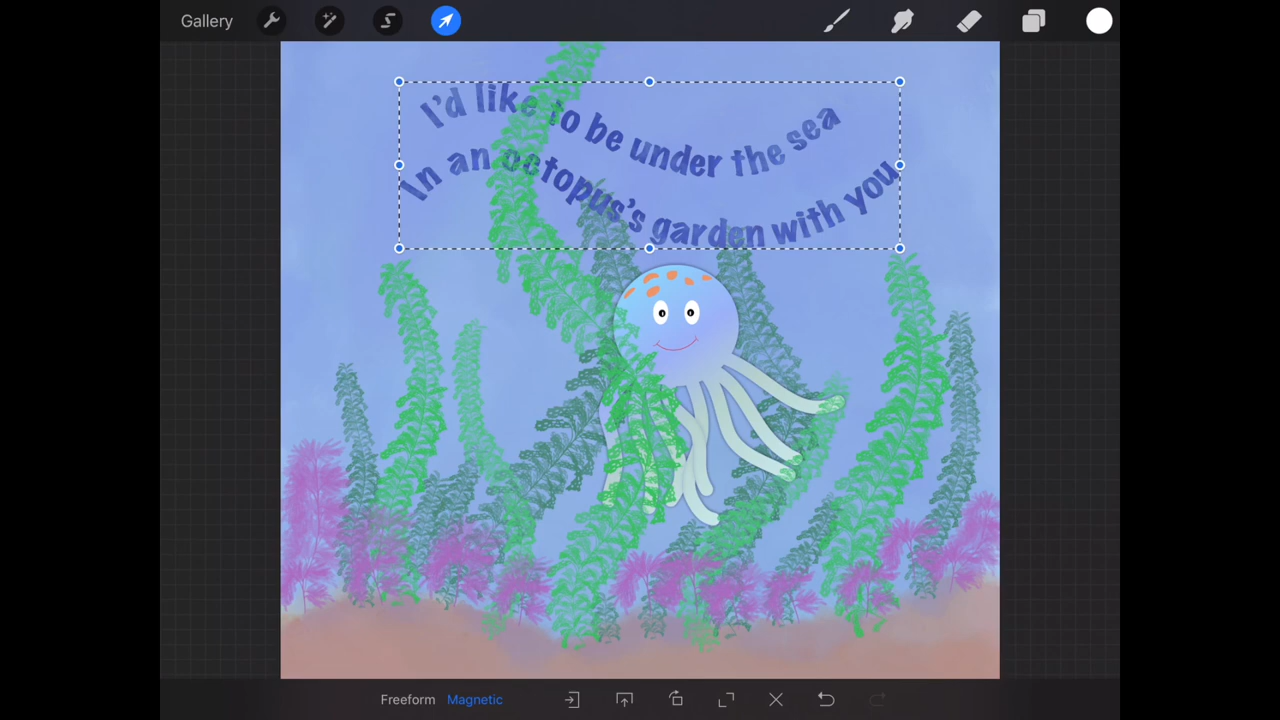 Gallery
I'd like to be under the sea
In an octopus's garden with you
Freeform Magnetic